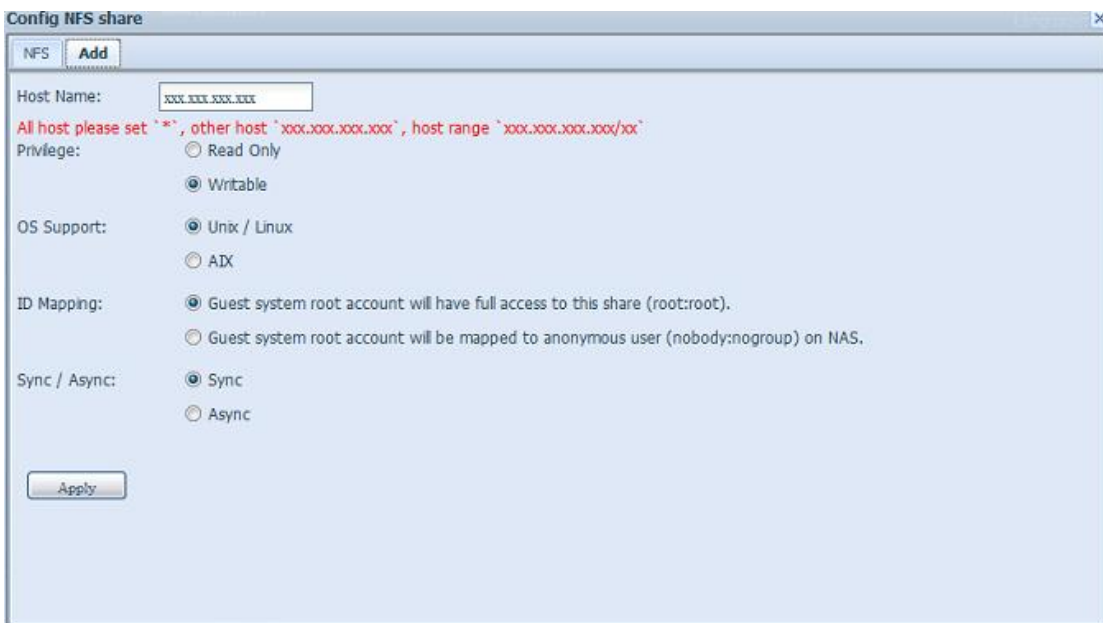 Config NFS share
NFS Add
Host Name: xxx.xxx.xxx.xxx
All host please set `*`, other host `xxx.xxx.xxx.xxx`, host range `xxx.xxx.xxx.xxx/xx`
Privilege: Read Only
Writable
OS Support: Unix / Linux
AIX
ID Mapping: Guest system root account will have full access to this share (root:root).
Guest system root account will be mapped to anonymous user (nobody:nogroup) on NAS.
Sync / Async: Sync
Async
Apply